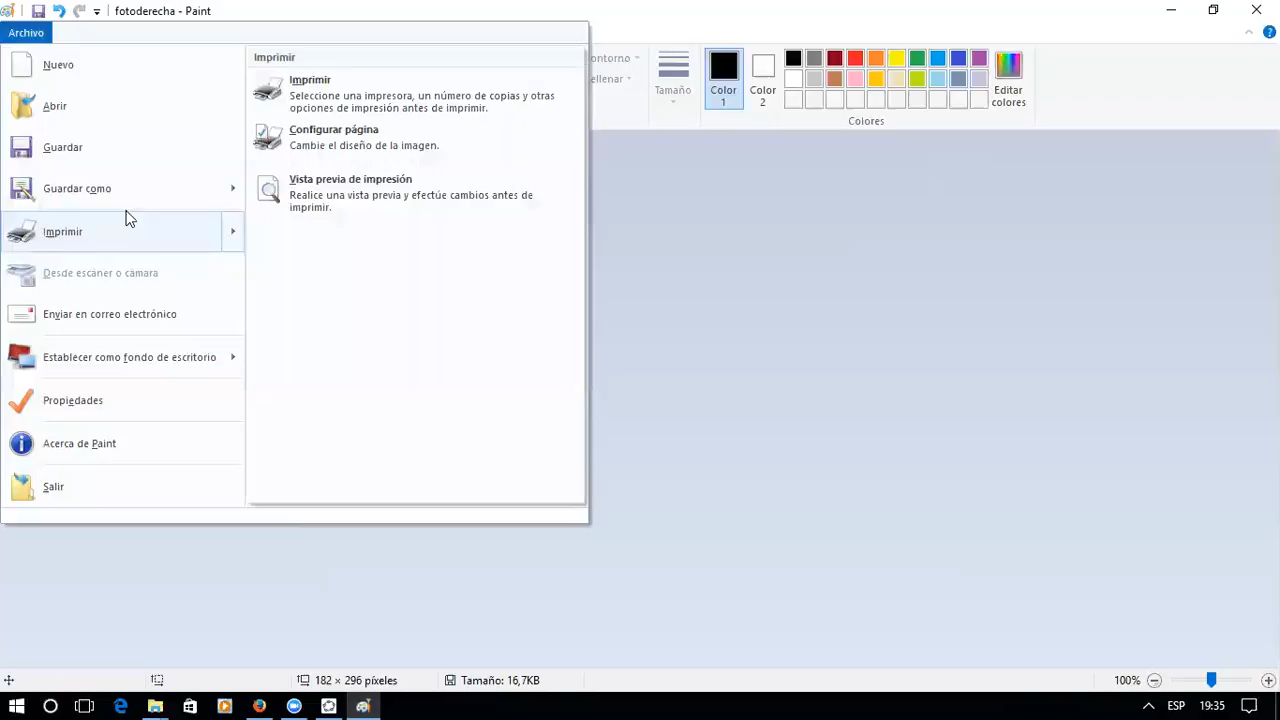 fotoderecha - Paint
Archivo
Nuevo
Abrir
Guardar
Guardar como
Imprimir
Desde escáner o cámara
Enviar en correo electrónico
Establecer como fondo de escritorio
Propiedades
Acerca de Paint
Salir
Imprimir
Imprimir
Seleccione una impresora, un número de copias y otras
opciones de impresión antes de imprimir.
Configurar página
Cambie el diseño de la imagen.
Vista previa de impresión
Realice una vista previa y efectúe cambios antes de
imprimir.
ontorno
ellenar
Tamaño
Color
1
Color
2
Editar
colores
Colores
182 × 296 píxeles
Tamaño: 16,7KB
100%
ESP
19:35